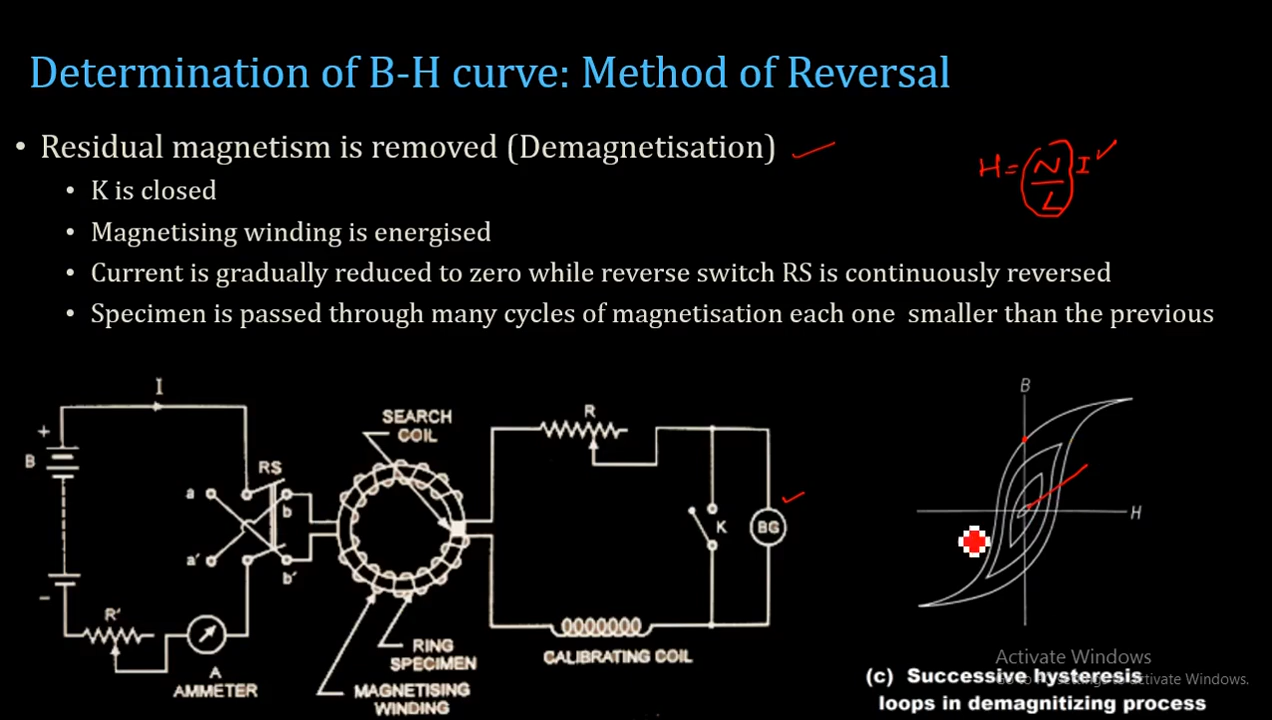 Determination of B-H curve: Method of Reversal
• Residual magnetism is removed (Demagnetisation)
H = N/L I
• K is closed
• Magnetising winding is energised
• Current is gradually reduced to zero while reverse switch RS is continuously reversed
• Specimen is passed through many cycles of magnetisation each one smaller than the previous
I
+
B
-
R'
A
AMMETER
RS
a
b
a'
b'
SEARCH
COIL
RING
SPECIMEN
MAGNETISING
WINDING
R
K
BG
CALIBRATING COIL
B
H
Activate Windows
(c) Successive hysteresis
loops in demagnetizing process
Activate Windows.